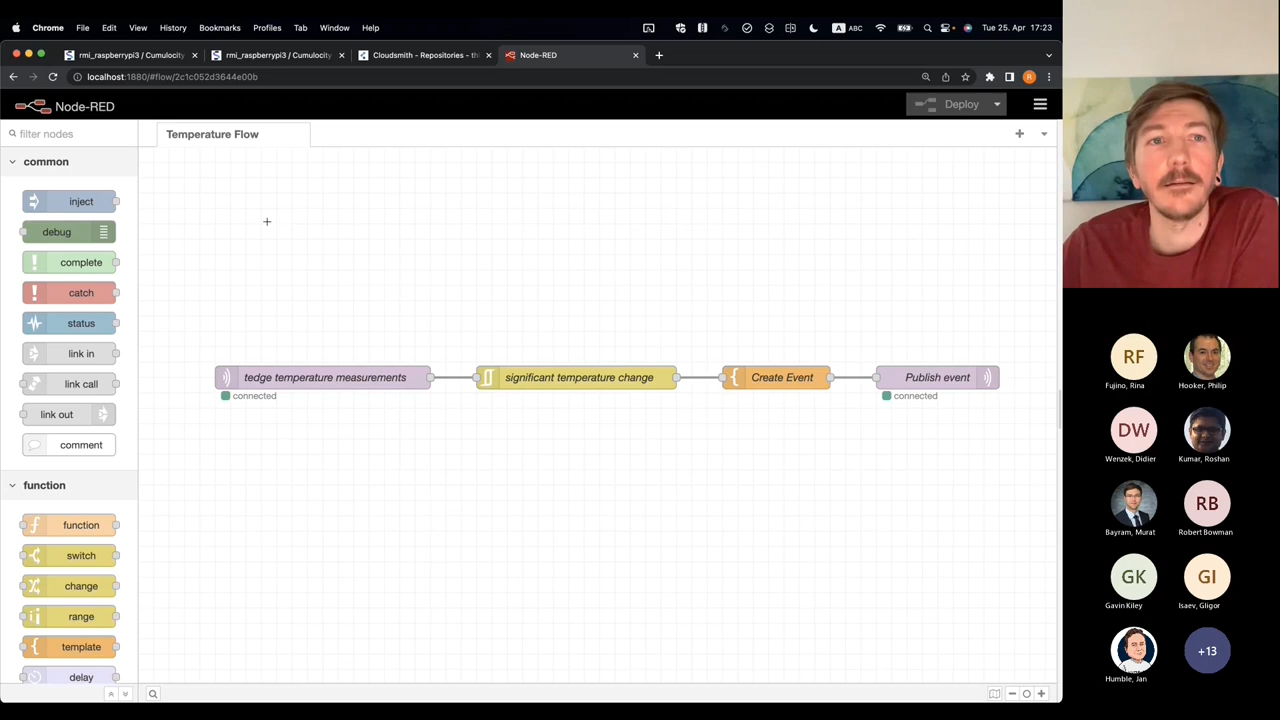 Chrome File Edit View History Bookmarks Profiles Tab Window Help A ABC Tue 25. Apr 17:23
rmi_raspberrypi3 / Cumulocity rmi_raspberrypi3 / Cumulocity Cloudsmith - Repositories - thi Node-RED
localhost:1880/#flow/2c1c052d3644e00b R
Node-RED Deploy
filter nodes
Temperature Flow
common
inject
debug
complete
catch
status
link in
link call
link out
comment
function
function
switch
change
range
template
delay
tedge temperature measurements significant temperature change Create Event Publish event
connected connected
RF
Fujino, Rina Hooker, Philip
DW
Wenzek, Didier Kumar, Roshan
RB
Bayram, Murat Robert Bowman
GK GI
Gavin Kiley Isaev, Gligor
+13
Humble, Jan